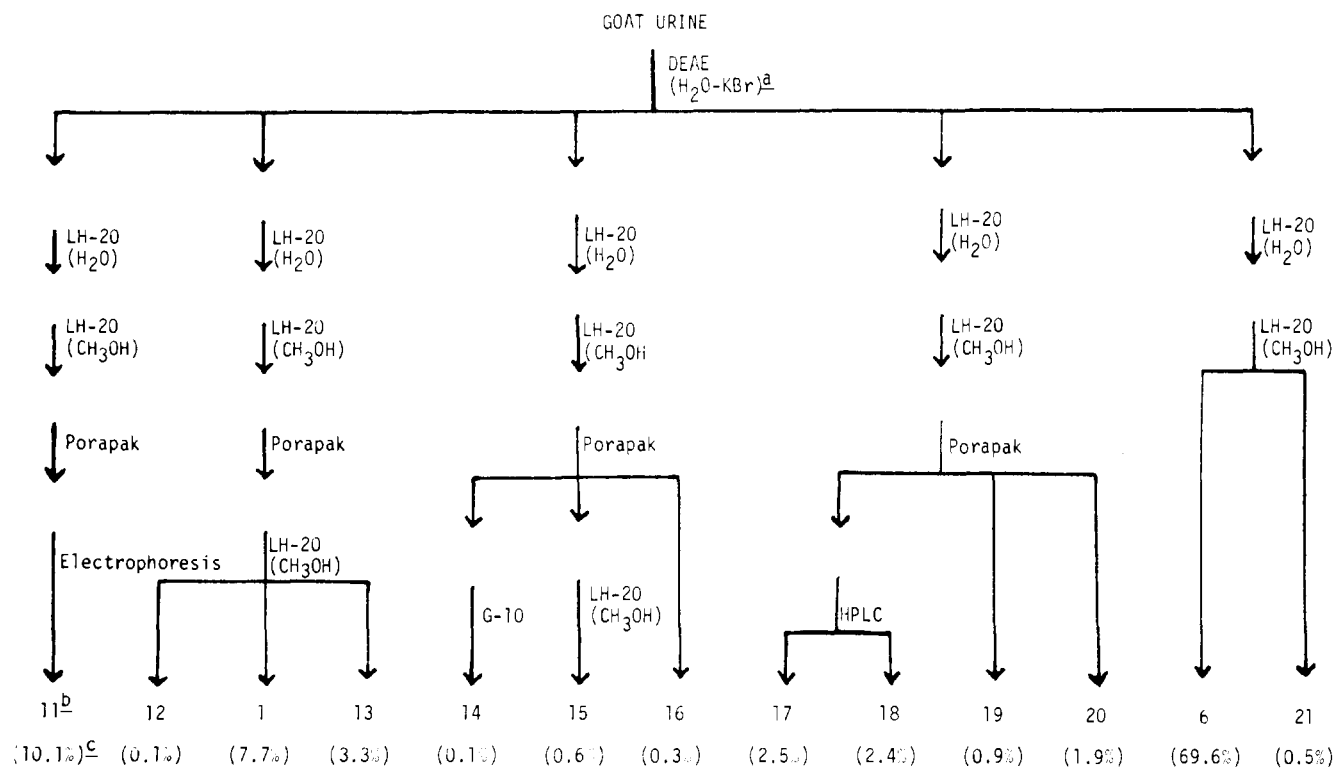 GOAT URINE
DEAE
(H2O-KBr)a
LH-20
(H2O)
LH-20
(H2O)
LH-20
(H2O)
LH-20
(H2O)
LH-20
(H2O)
LH-20
(CH3OH)
LH-20
(CH3OH)
LH-20
(CH3OH
LH-20
(CH3OH)
LH-20
(CH3OH)
Porapak
Porapak
Porapak
Porapak
Electrophoresis
LH-20
(CH3OH)
G-10
LH-20
(CH3OH)
HPLC
11b 12 1 13 14 15 16 17 18 19 20 6 21
(10.1%)c (0.1%) (7.7%) (3.3%) (0.1%) (0.6%) (0.3%) (2.5%) (2.4%) (0.9%) (1.9%) (69.6%) (0.5%)